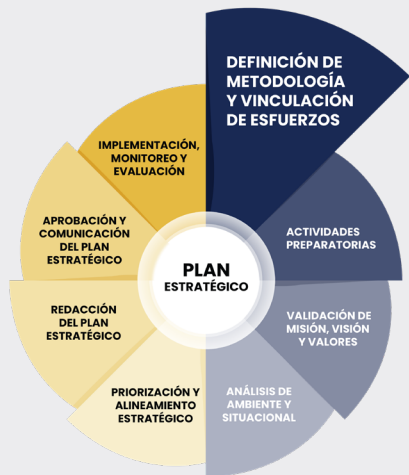 DEFINICIÓN DE
METODOLOGÍA
Y VINCULACIÓN
DE ESFUERZOS
ACTIVIDADES
PREPARATORIAS
VALIDACIÓN DE
MISIÓN, VISIÓN
Y VALORES
ANÁLISIS DE
AMBIENTE Y
SITUACIONAL
PRIORIZACIÓN Y
ALINEAMIENTO
ESTRATÉGICO
REDACCIÓN
DEL PLAN
ESTRATÉGICO
APROBACIÓN Y
COMUNICACIÓN
DEL PLAN
ESTRATÉGICO
IMPLEMENTACIÓN,
MONITOREO Y
EVALUACIÓN
PLAN
ESTRATÉGICO